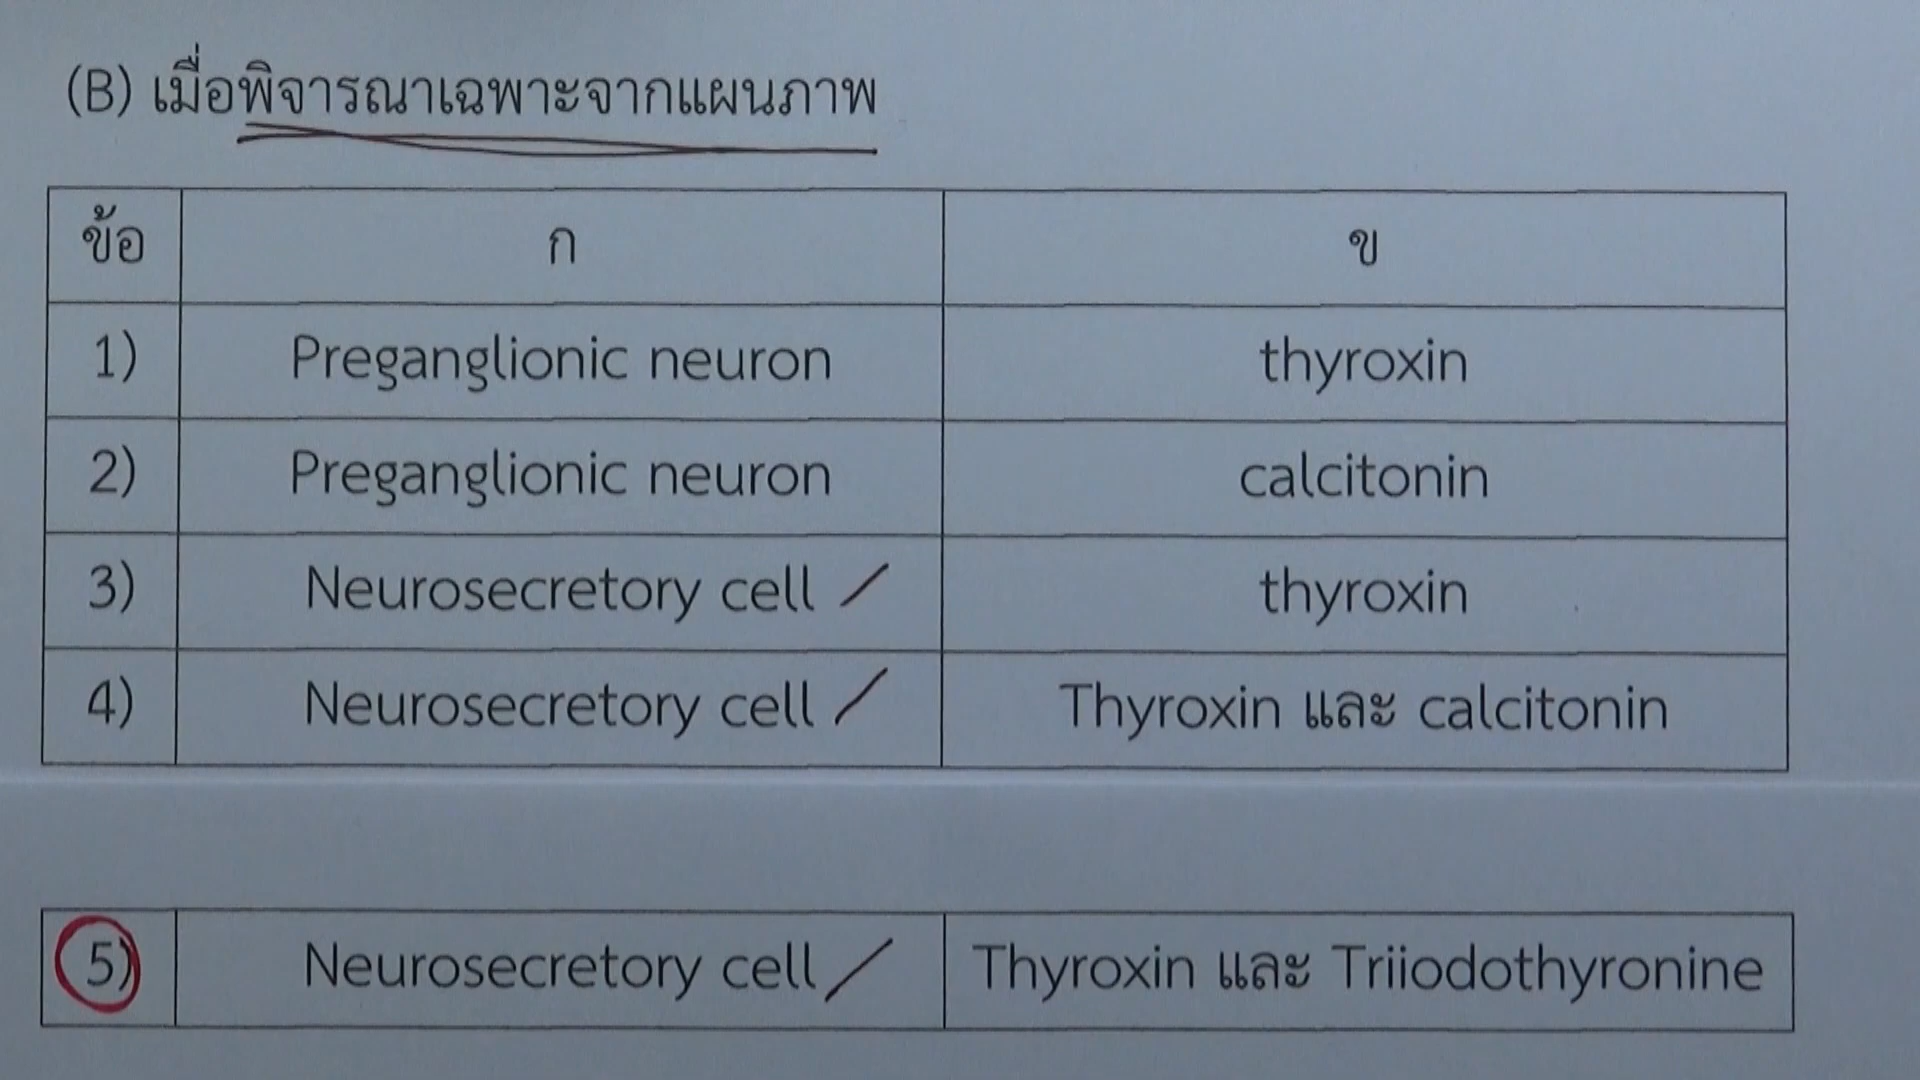 (B) เมื่อพิจารณาเฉพาะจากแผนภาพ
ข้อ ก ข
1) Preganglionic neuron thyroxin
2) Preganglionic neuron calcitonin
3) Neurosecretory cell thyroxin
4) Neurosecretory cell Thyroxin และ calcitonin
5) Neurosecretory cell Thyroxin และ Triiodothyronine